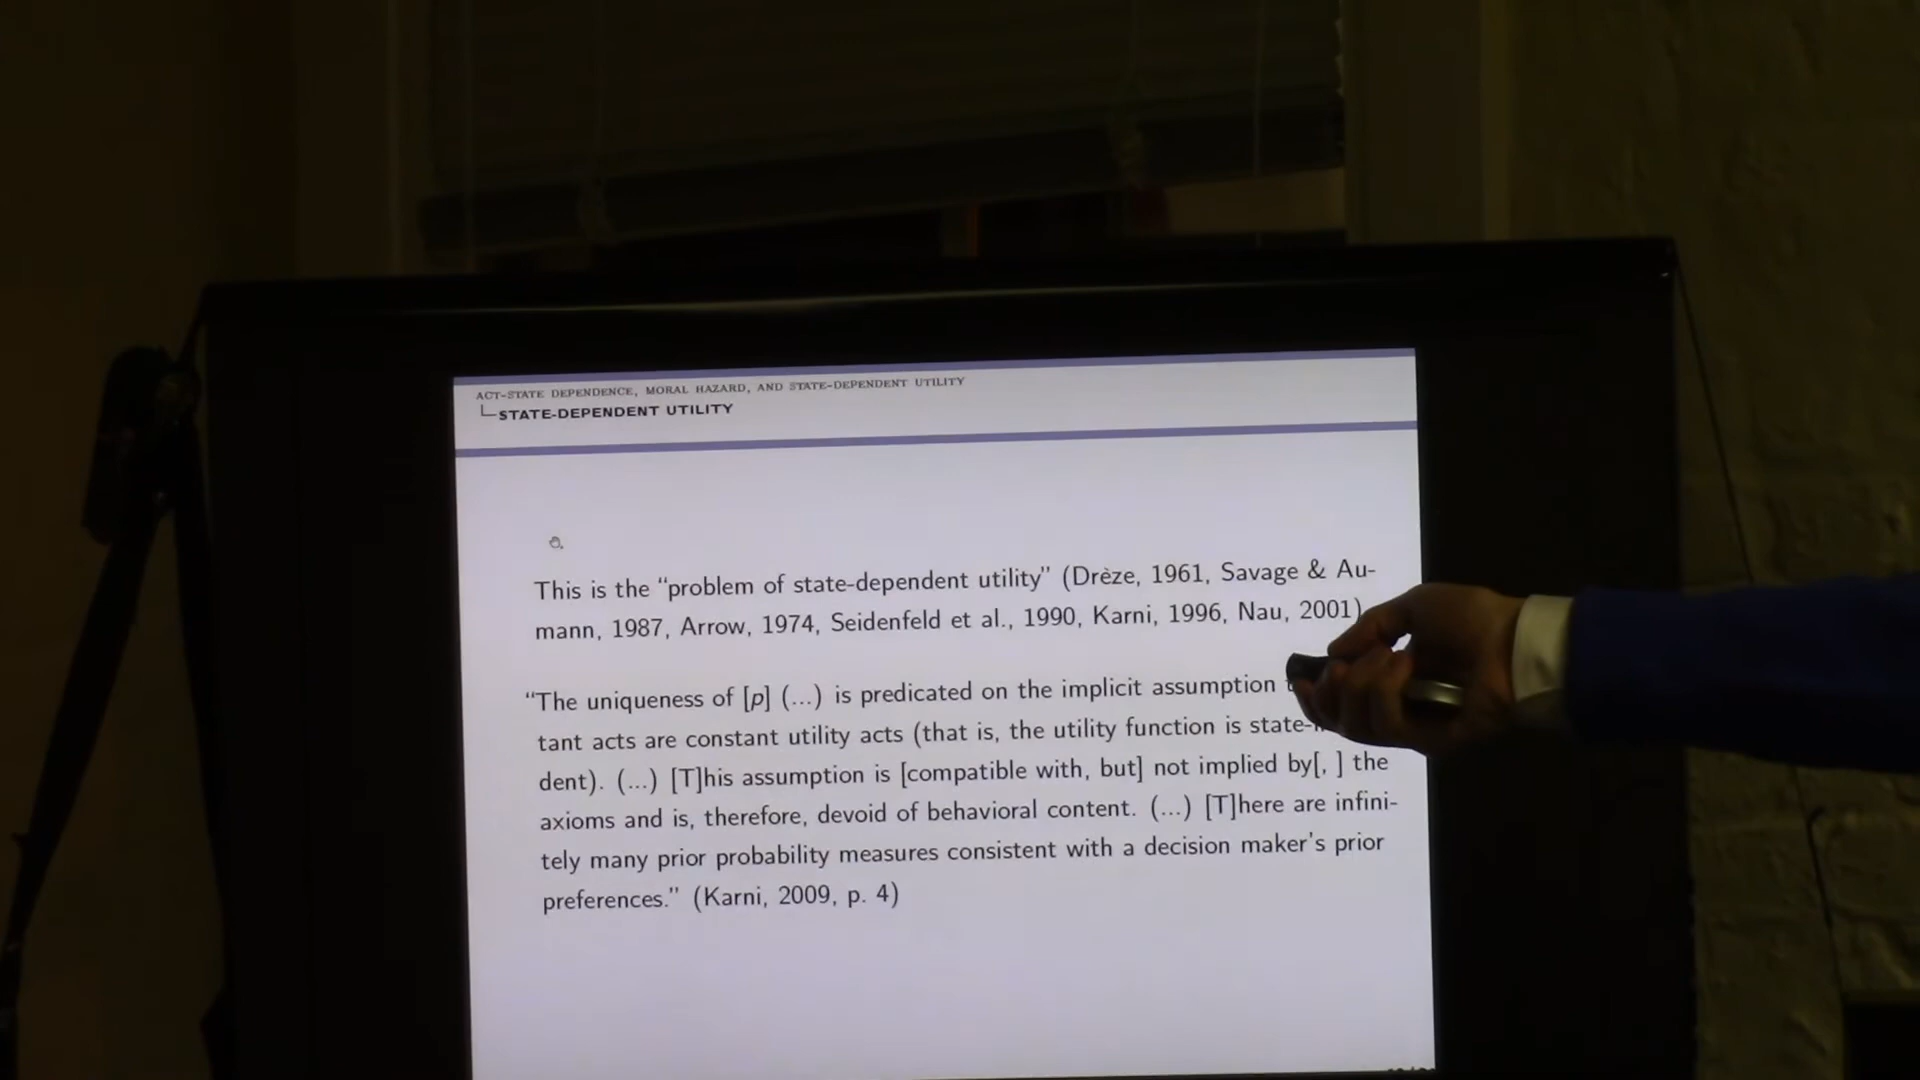 ACT-STATE DEPENDENCE, MORAL HAZARD, AND STATE-DEPENDENT UTILITY
STATE-DEPENDENT UTILITY
This is the “problem of state-dependent utility” (Drèze, 1961, Savage & Au-
mann, 1987, Arrow, 1974, Seidenfeld et al., 1990, Karni, 1996, Nau, 2001)
“The uniqueness of [p] (...) is predicated on the implicit assumption
tant acts are constant utility acts (that is, the utility function is state-
dent). (...) [T]his assumption is [compatible with, but] not implied by[, ] the
axioms and is, therefore, devoid of behavioral content. (...) [T]here are infini-
tely many prior probability measures consistent with a decision maker's prior
preferences.” (Karni, 2009, p. 4)